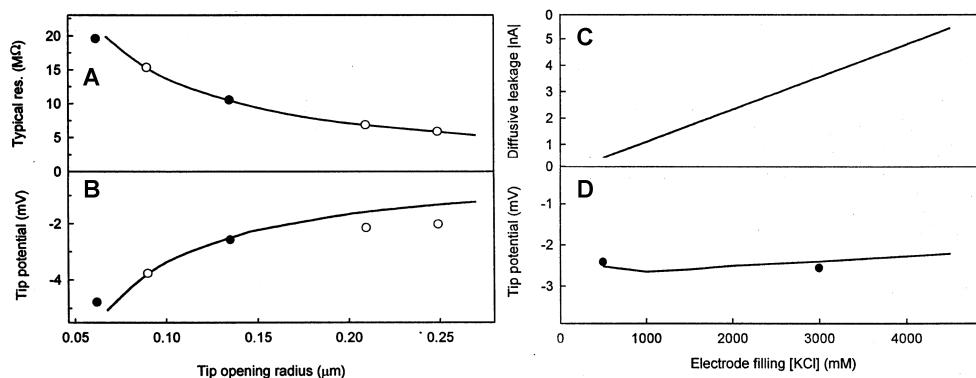 Typical res. (MΩ)
20
15
10
5
0
A
Tip potential (mV)
-2
-4
B
0.05 0.10 0.15 0.20 0.25
Tip opening radius (μm)
Diffusive leakage |nA|
0
5
4
3
2
1
0
C
Tip potential (mV)
-1
-2
-3
D
0 1000 2000 3000 4000
Electrode filling [KCl] (mM)